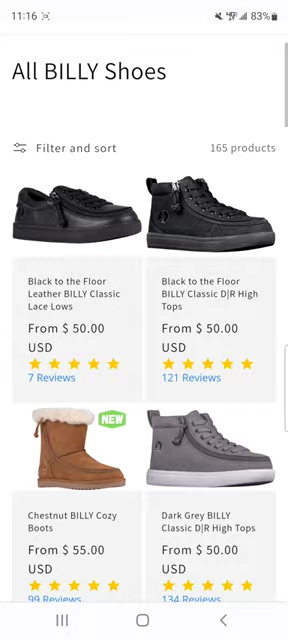 11:16 83%
All BILLY Shoes
Filter and sort 165 products
Black to the Floor
Leather BILLY Classic
Lace Lows
From $ 50.00
USD
7 Reviews
Black to the Floor
BILLY Classic D|R High
Tops
From $ 50.00
USD
121 Reviews
NEW
Chestnut BILLY Cozy
Boots
From $ 55.00
USD
99 Reviews
Dark Grey BILLY
Classic D|R High Tops
From $ 50.00
USD
134 Reviews